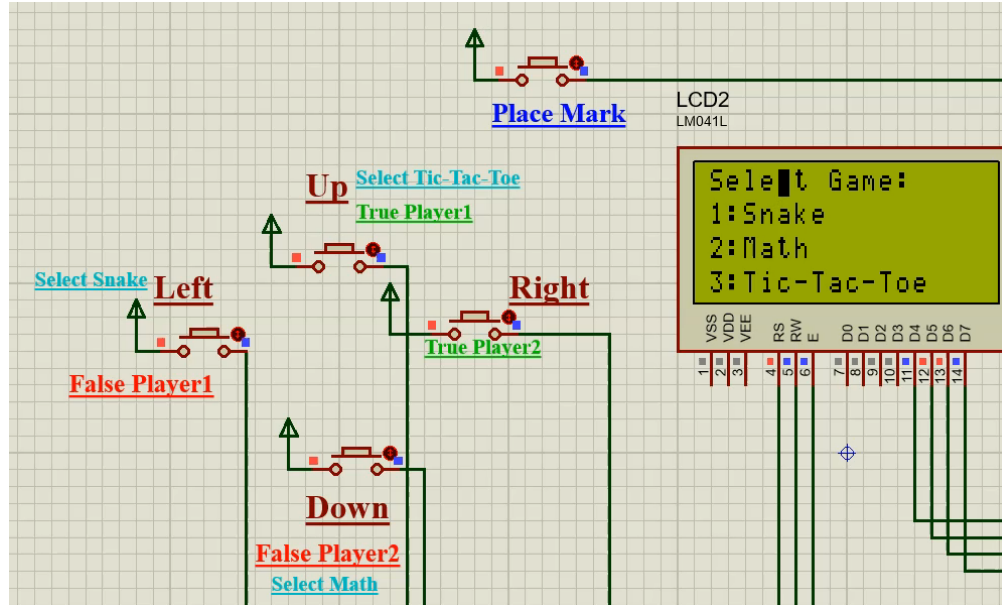 Place Mark
LCD2
LM041L
Select Game:
1:Snake
2:Math
3:Tic-Tac-Toe
Up
Select Tic-Tac-Toe
True Player1
Select Snake
Left
False Player1
Right
True Player2
Down
False Player2
Select Math
VSS VDD VEE RS RW E D0 D1 D2 D3 D4 D5 D6 D7
1 2 3 4 5 6 7 8 9 10 11 12 13 14